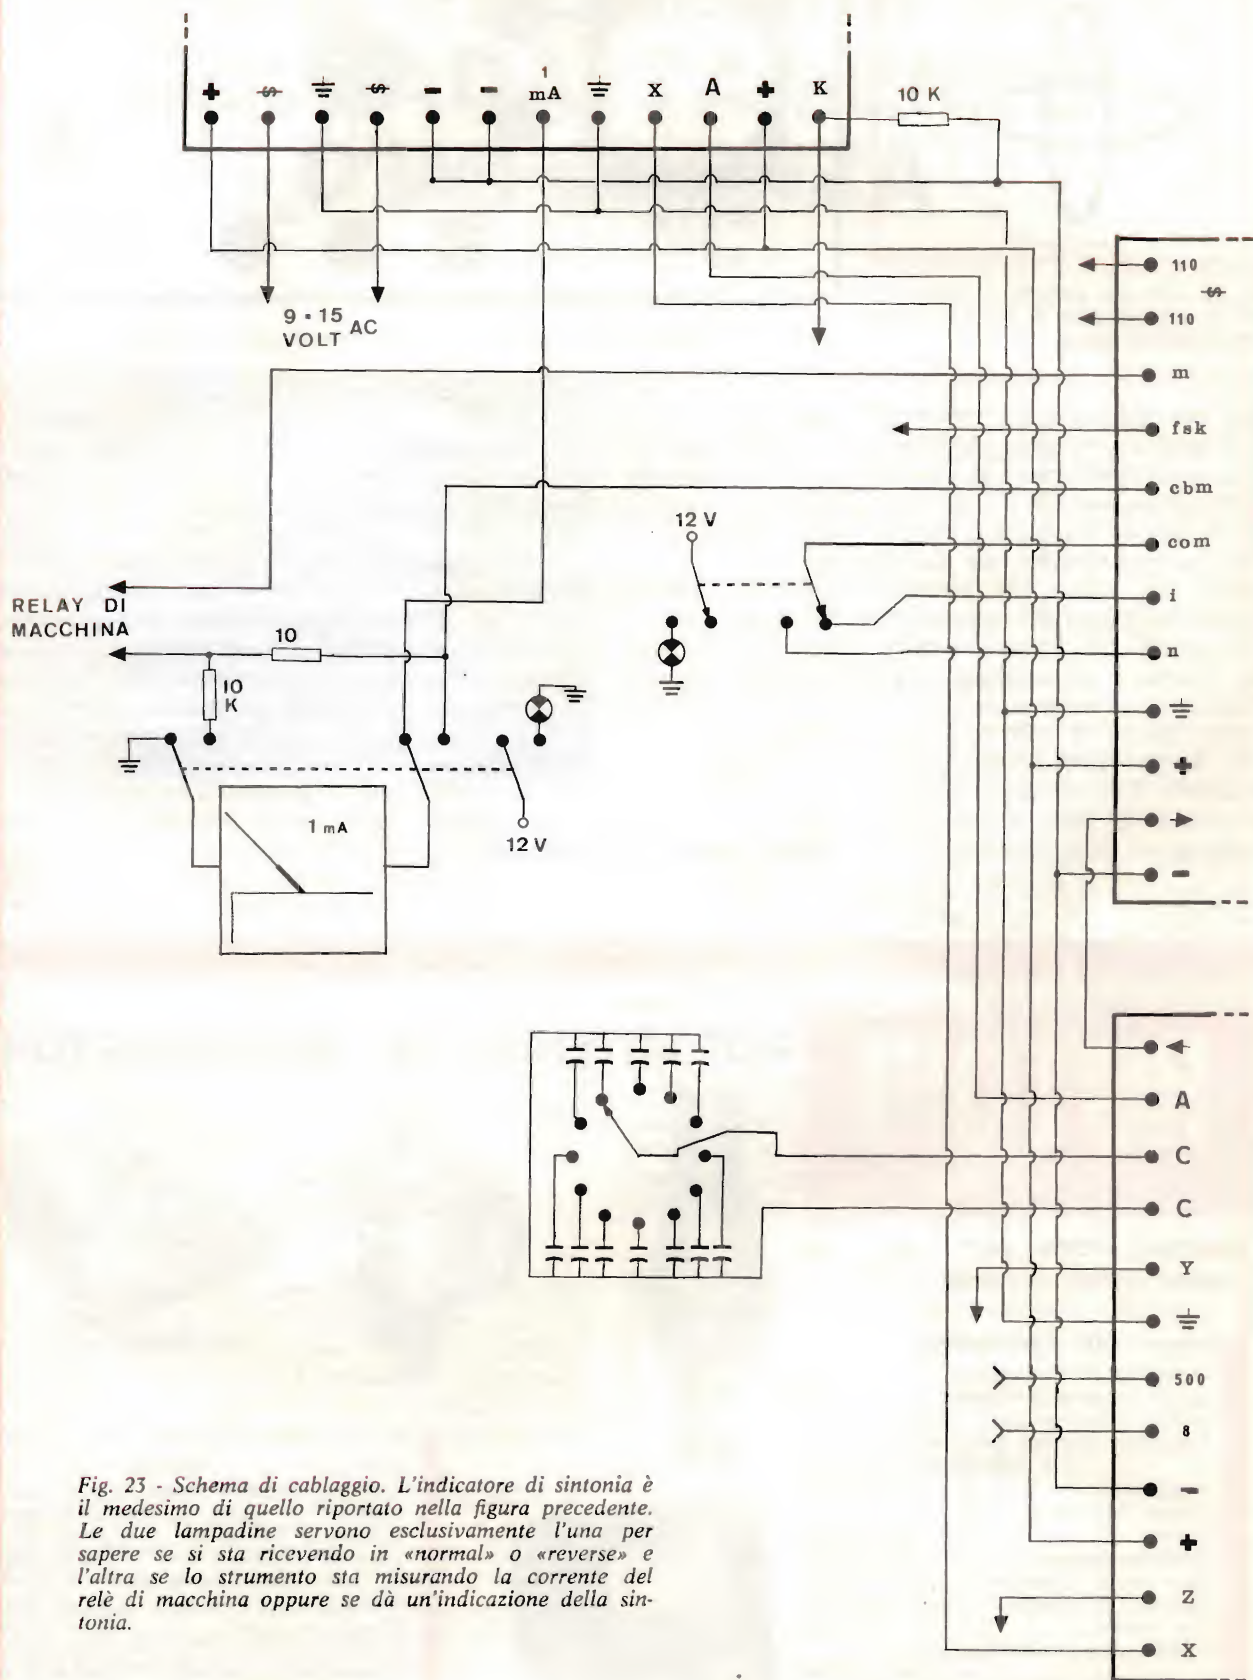 + - - 1 mA X A + K
10 K
9 - 15 VOLT AC
110
110
m
fsk
cbm
com
i
n
+
-
12 V
RELAY DI
MACCHINA
10
10 K
1 mA
12 V
A
C
C
Y
500
8
-
+
Z
X
Fig. 23 - Schema di cablaggio. L'indicatore di sintonia è
il medesimo di quello riportato nella figura precedente.
Le due lampadine servono esclusivamente l'una per
sapere se si sta ricevendo in «normal» o «reverse» e
l'altra se lo strumento sta misurando la corrente del
relè di macchina oppure se dà un'indicazione della sin-
tonia.